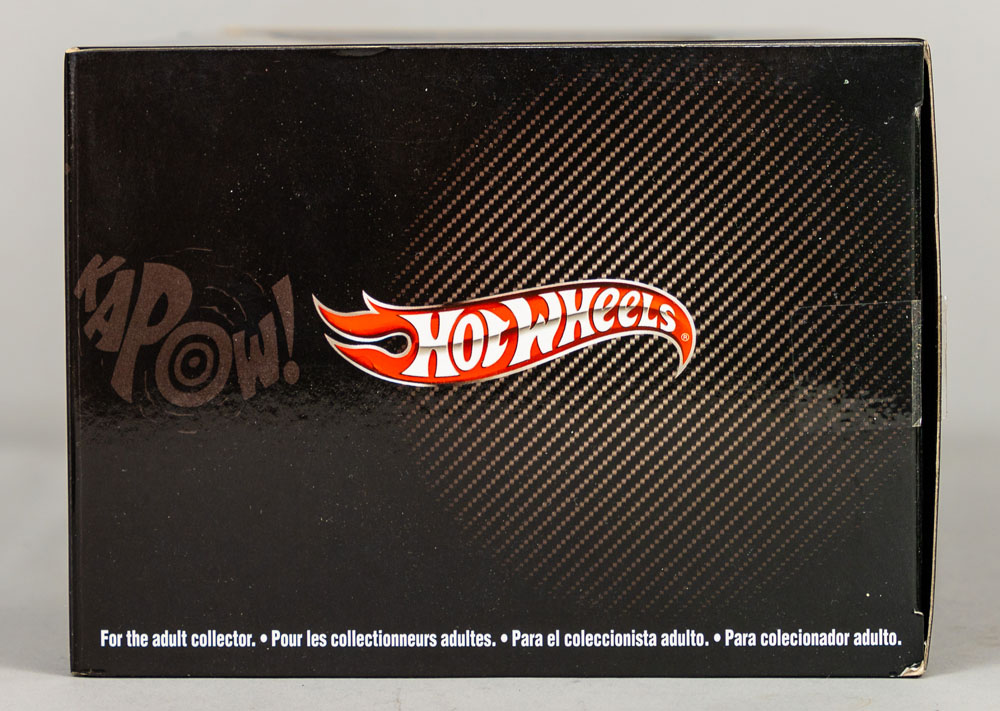 KAPOW!
HOT WHEELS®
For the adult collector. • Pour les collectionneurs adultes. • Para el coleccionista adulto. • Para colecionador adulto.